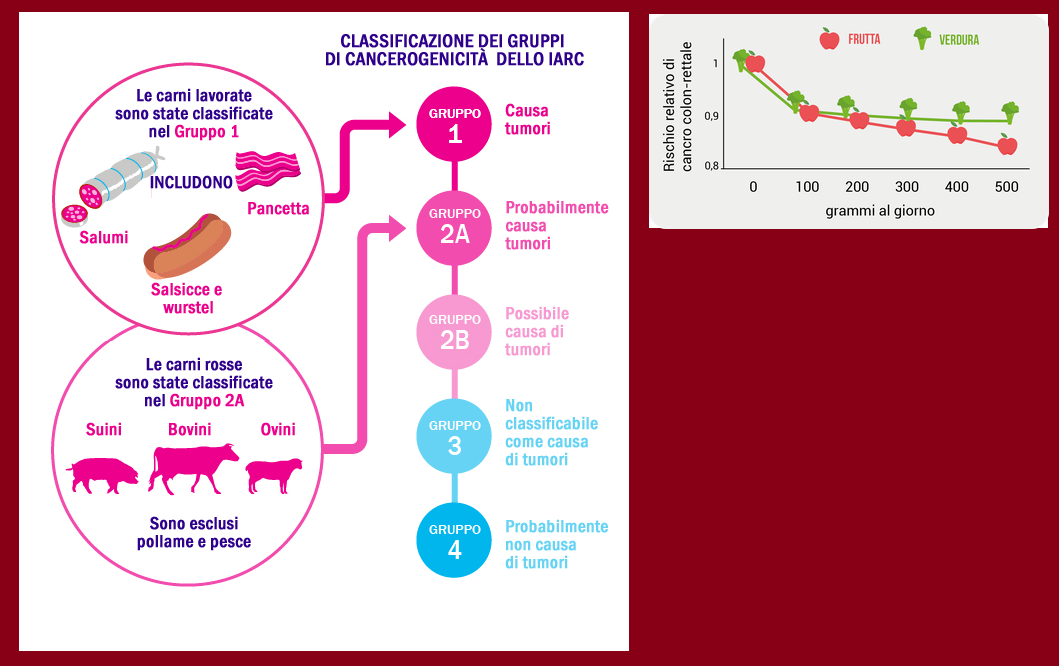 CLASSIFICAZIONE DEI GRUPPI
DI CANCEROGENICITÀ DELLO IARC
Le carni lavorate
sono state classificate
nel Gruppo 1
INCLUDONO
Pancetta
Salumi
Salsicce e
wurstel
Le carni rosse
sono state classificate
nel Gruppo 2A
Suini
Bovini
Ovini
Sono esclusi
pollame e pesce
GRUPPO
1
Causa
tumori
GRUPPO
2A
Probabilmente
causa
tumori
GRUPPO
2B
Possibile
causa di
tumori
GRUPPO
3
Non
classificabile
come causa
di tumori
GRUPPO
4
Probabilmente
non causa
di tumori
FRUTTA
VERDURA
Rischio relativo di
cancro colon-rettale
1
0,9
0,8
0 100 200 300 400 500
grammi al giorno